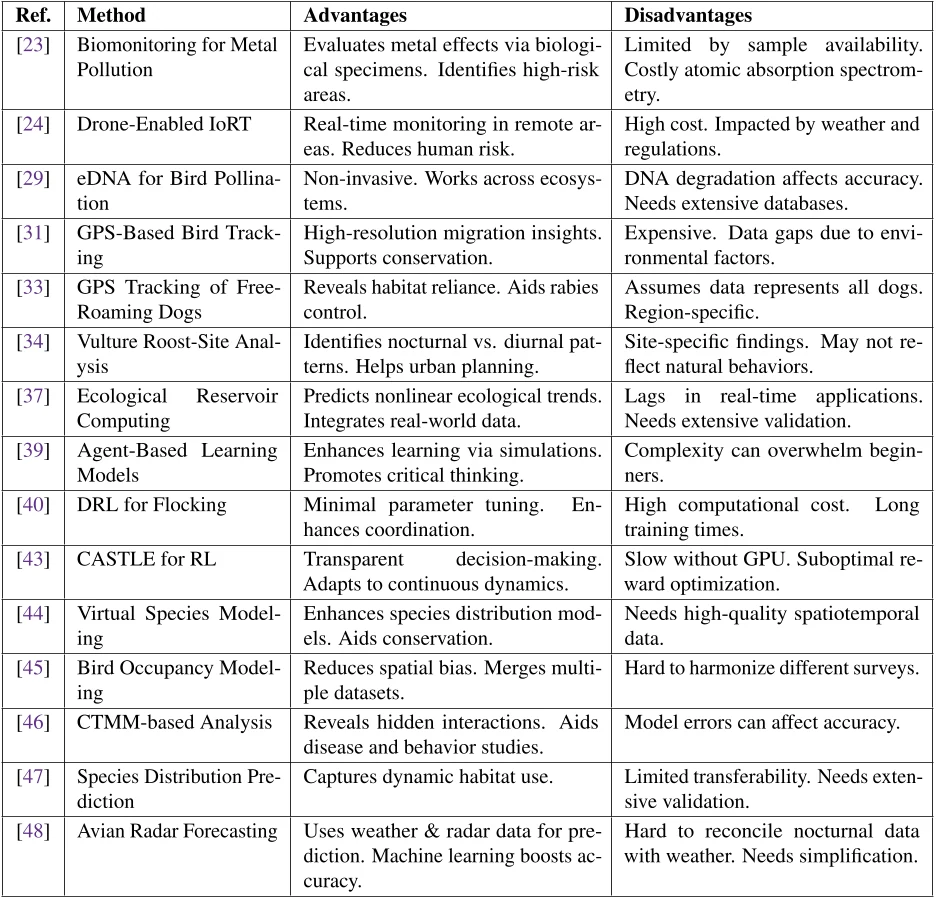 Ref. Method Advantages Disadvantages
[23] Biomonitoring for Metal Evaluates metal effects via biologi- Limited by sample availability.
Pollution cal specimens. Identifies high-risk Costly atomic absorption spectrom-
areas. etry.
[24] Drone-Enabled IoRT Real-time monitoring in remote ar- High cost. Impacted by weather and
eas. Reduces human risk. regulations.
[29] eDNA for Bird Pollina- Non-invasive. Works across ecosys- DNA degradation affects accuracy.
tion tems. Needs extensive databases.
[31] GPS-Based Bird Track- High-resolution migration insights. Expensive. Data gaps due to envi-
ing Supports conservation. ronmental factors.
[33] GPS Tracking of Free- Reveals habitat reliance. Aids rabies Assumes data represents all dogs.
Roaming Dogs control. Region-specific.
[34] Vulture Roost-Site Anal- Identifies nocturnal vs. diurnal pat- Site-specific findings. May not re-
ysis terns. Helps urban planning. flect natural behaviors.
[37] Ecological Reservoir Predicts nonlinear ecological trends. Lags in real-time applications.
Computing Integrates real-world data. Needs extensive validation.
[39] Agent-Based Learning Enhances learning via simulations. Complexity can overwhelm begin-
Models Promotes critical thinking. ners.
[40] DRL for Flocking Minimal parameter tuning. En- High computational cost. Long
hances coordination. training times.
[43] CASTLE for RL Transparent decision-making. Slow without GPU. Suboptimal re-
Adapts to continuous dynamics. ward optimization.
[44] Virtual Species Model- Enhances species distribution mod- Needs high-quality spatiotemporal
ing els. Aids conservation. data.
[45] Bird Occupancy Model- Reduces spatial bias. Merges multi- Hard to harmonize different surveys.
ing ple datasets.
[46] CTMM-based Analysis Reveals hidden interactions. Aids Model errors can affect accuracy.
disease and behavior studies.
[47] Species Distribution Pre- Captures dynamic habitat use. Limited transferability. Needs exten-
diction sive validation.
[48] Avian Radar Forecasting Uses weather & radar data for pre- Hard to reconcile nocturnal data
diction. Machine learning boosts ac- with weather. Needs simplification.
curacy.